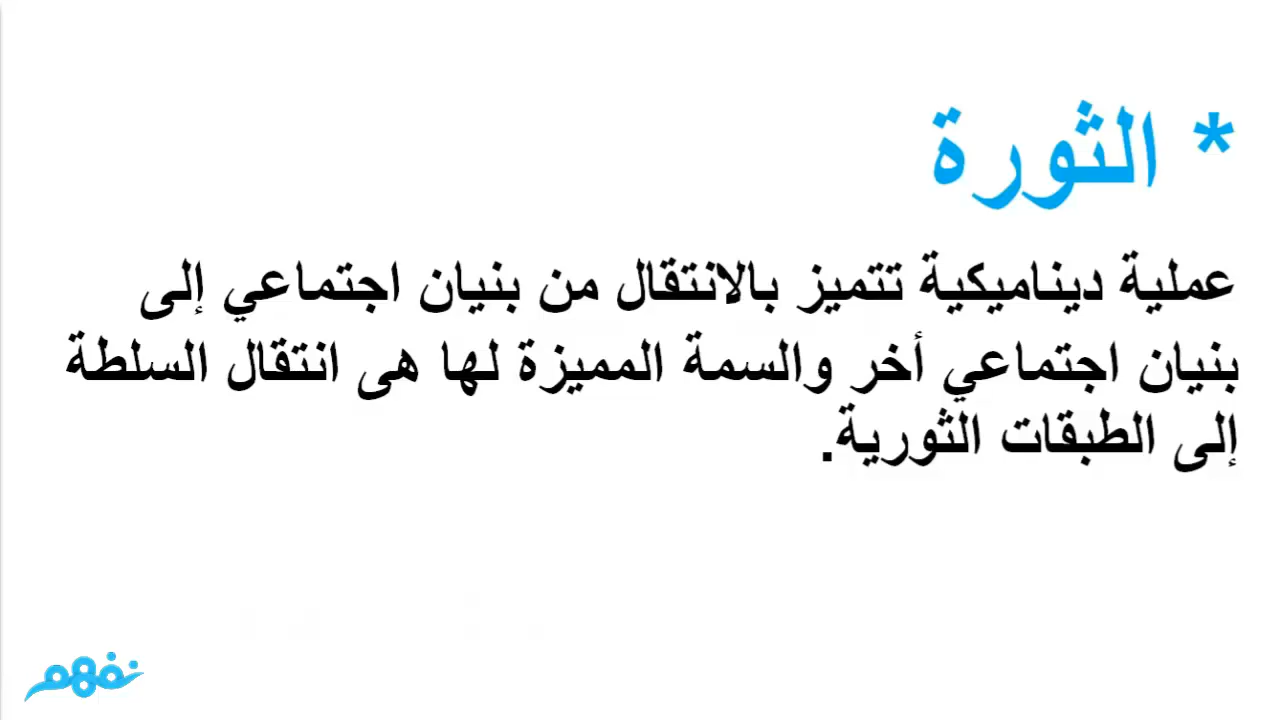 * الثورة
عملية ديناميكية تتميز بالانتقال من بنيان اجتماعي إلى
بنيان اجتماعي أخر والسمة المميزة لها هى انتقال السلطة
إلى الطبقات الثورية.
نفهم